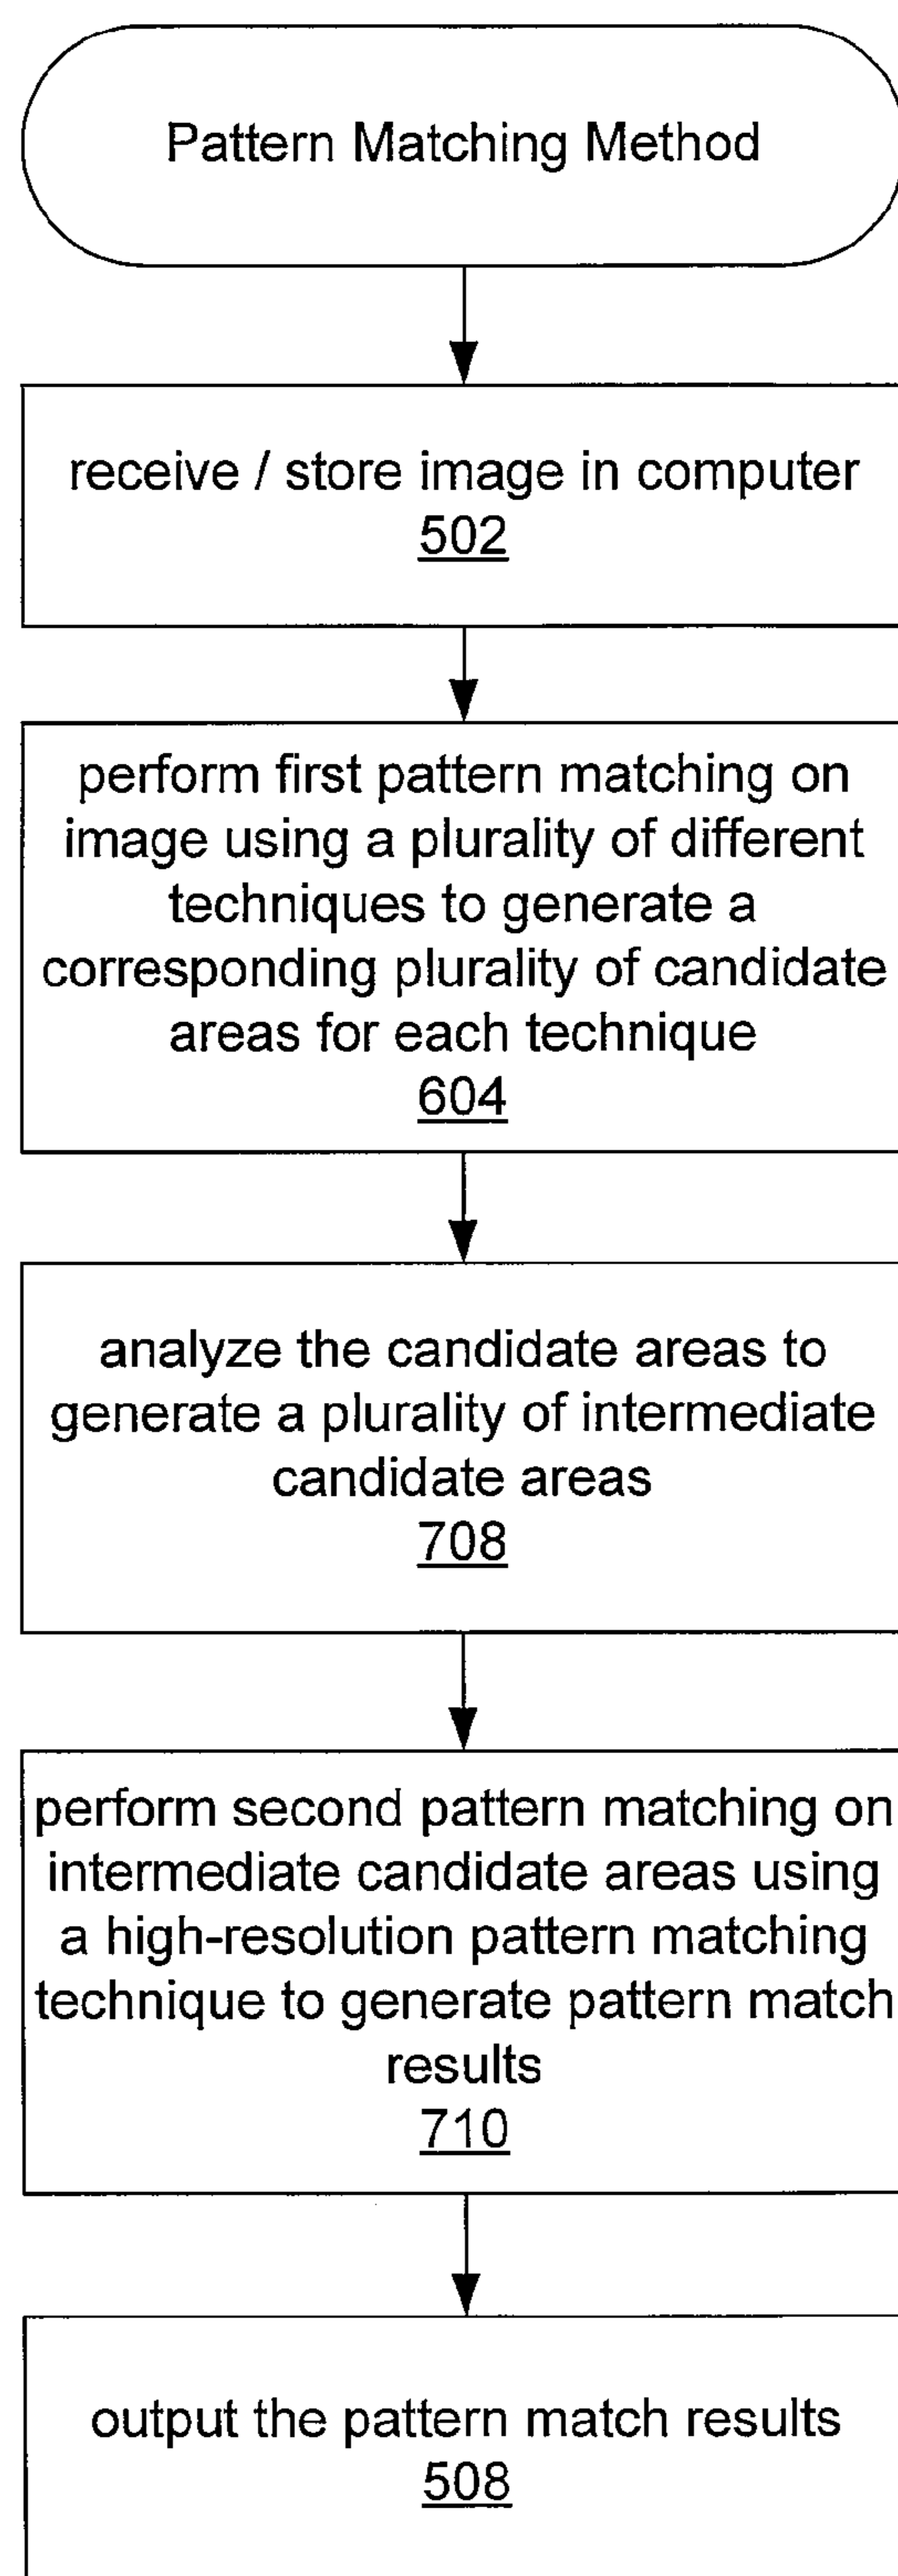 Pattern Matching Method
receive / store image in computer
502
perform first pattern matching on
image using a plurality of different
techniques to generate a
corresponding plurality of candidate
areas for each technique
604
analyze the candidate areas to
generate a plurality of intermediate
candidate areas
708
perform second pattern matching on
intermediate candidate areas using
a high-resolution pattern matching
technique to generate pattern match
results
710
output the pattern match results
508